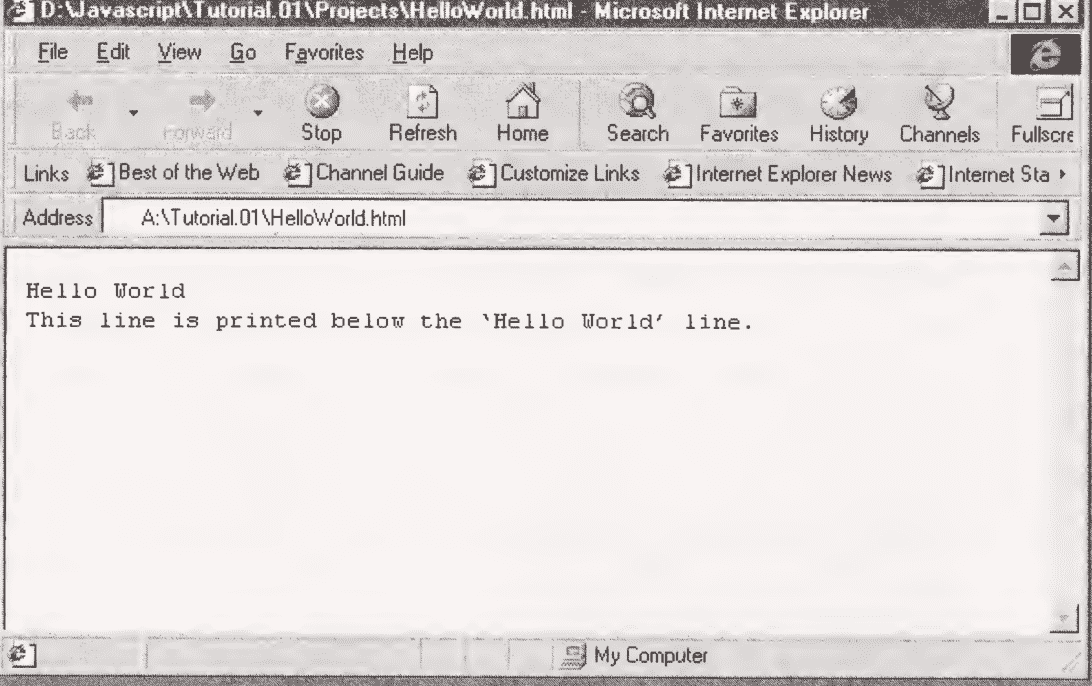 D:\Javascript\Tutorial.01\Projects\HelloWorld.html - Microsoft Internet Explorer
File Edit View Go Favorites Help
Back Forward Stop Refresh Home Search Favorites History Channels Fullscre
Links Best of the Web Channel Guide Customize Links Internet Explorer News Internet Sta
Address A:\Tutorial.01\HelloWorld.html
Hello World
This line is printed below the ‘Hello World’ line.
My Computer